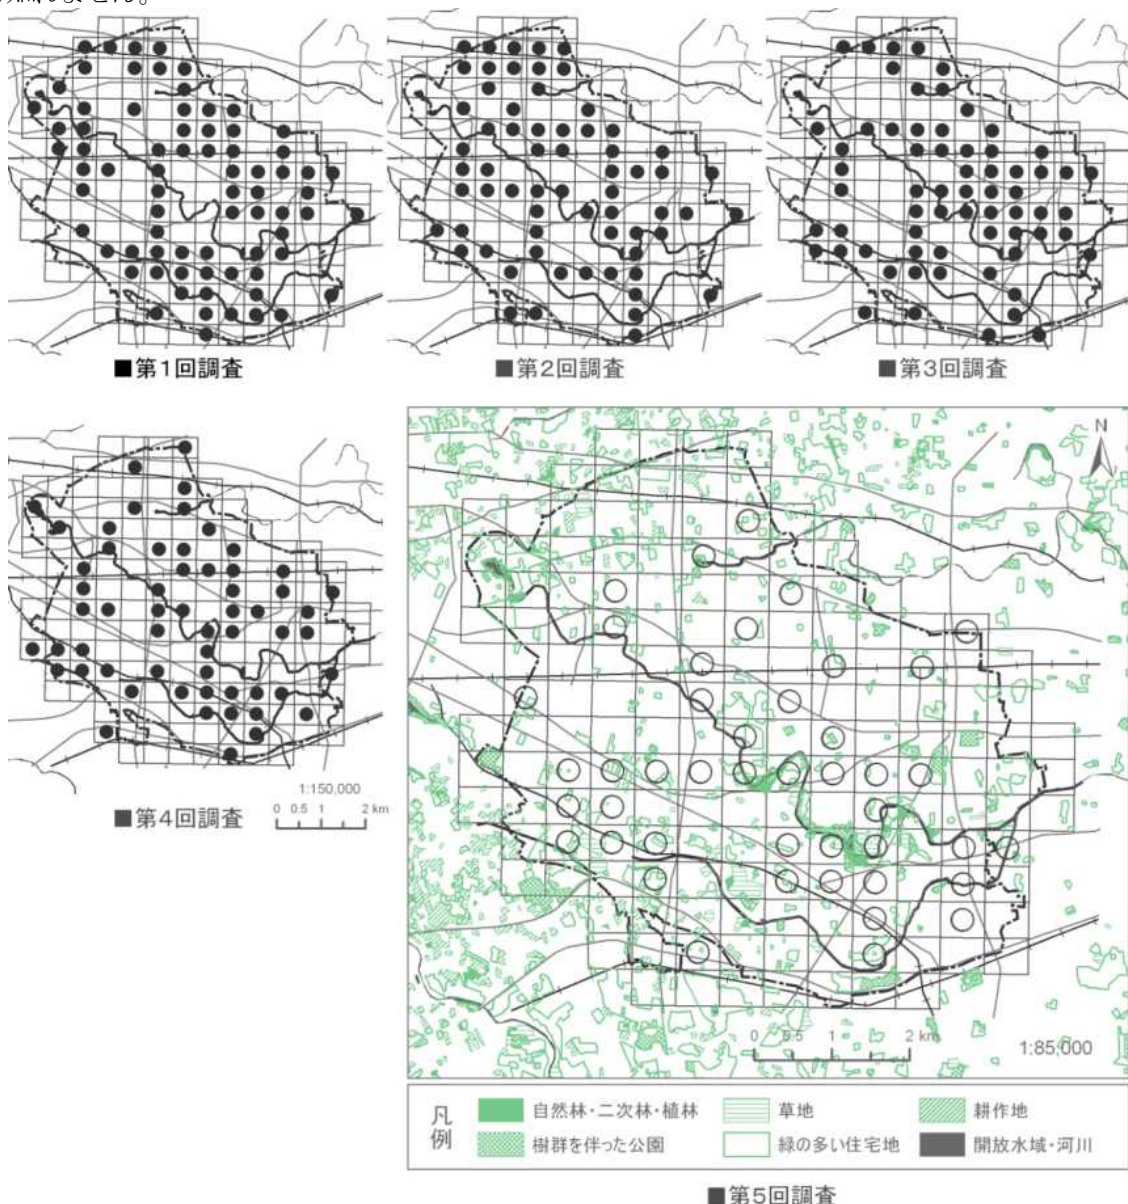 ■第1回調査
■第2回調査
■第3回調査
N
1:150,000
0 0.5 1 2 km
■第4回調査
0 0.5 1 2 km
1:85,000
凡例
自然林・二次林・植林
草地
耕作地
樹群を伴った公園
緑の多い住宅地
開放水域・河川
■第5回調査